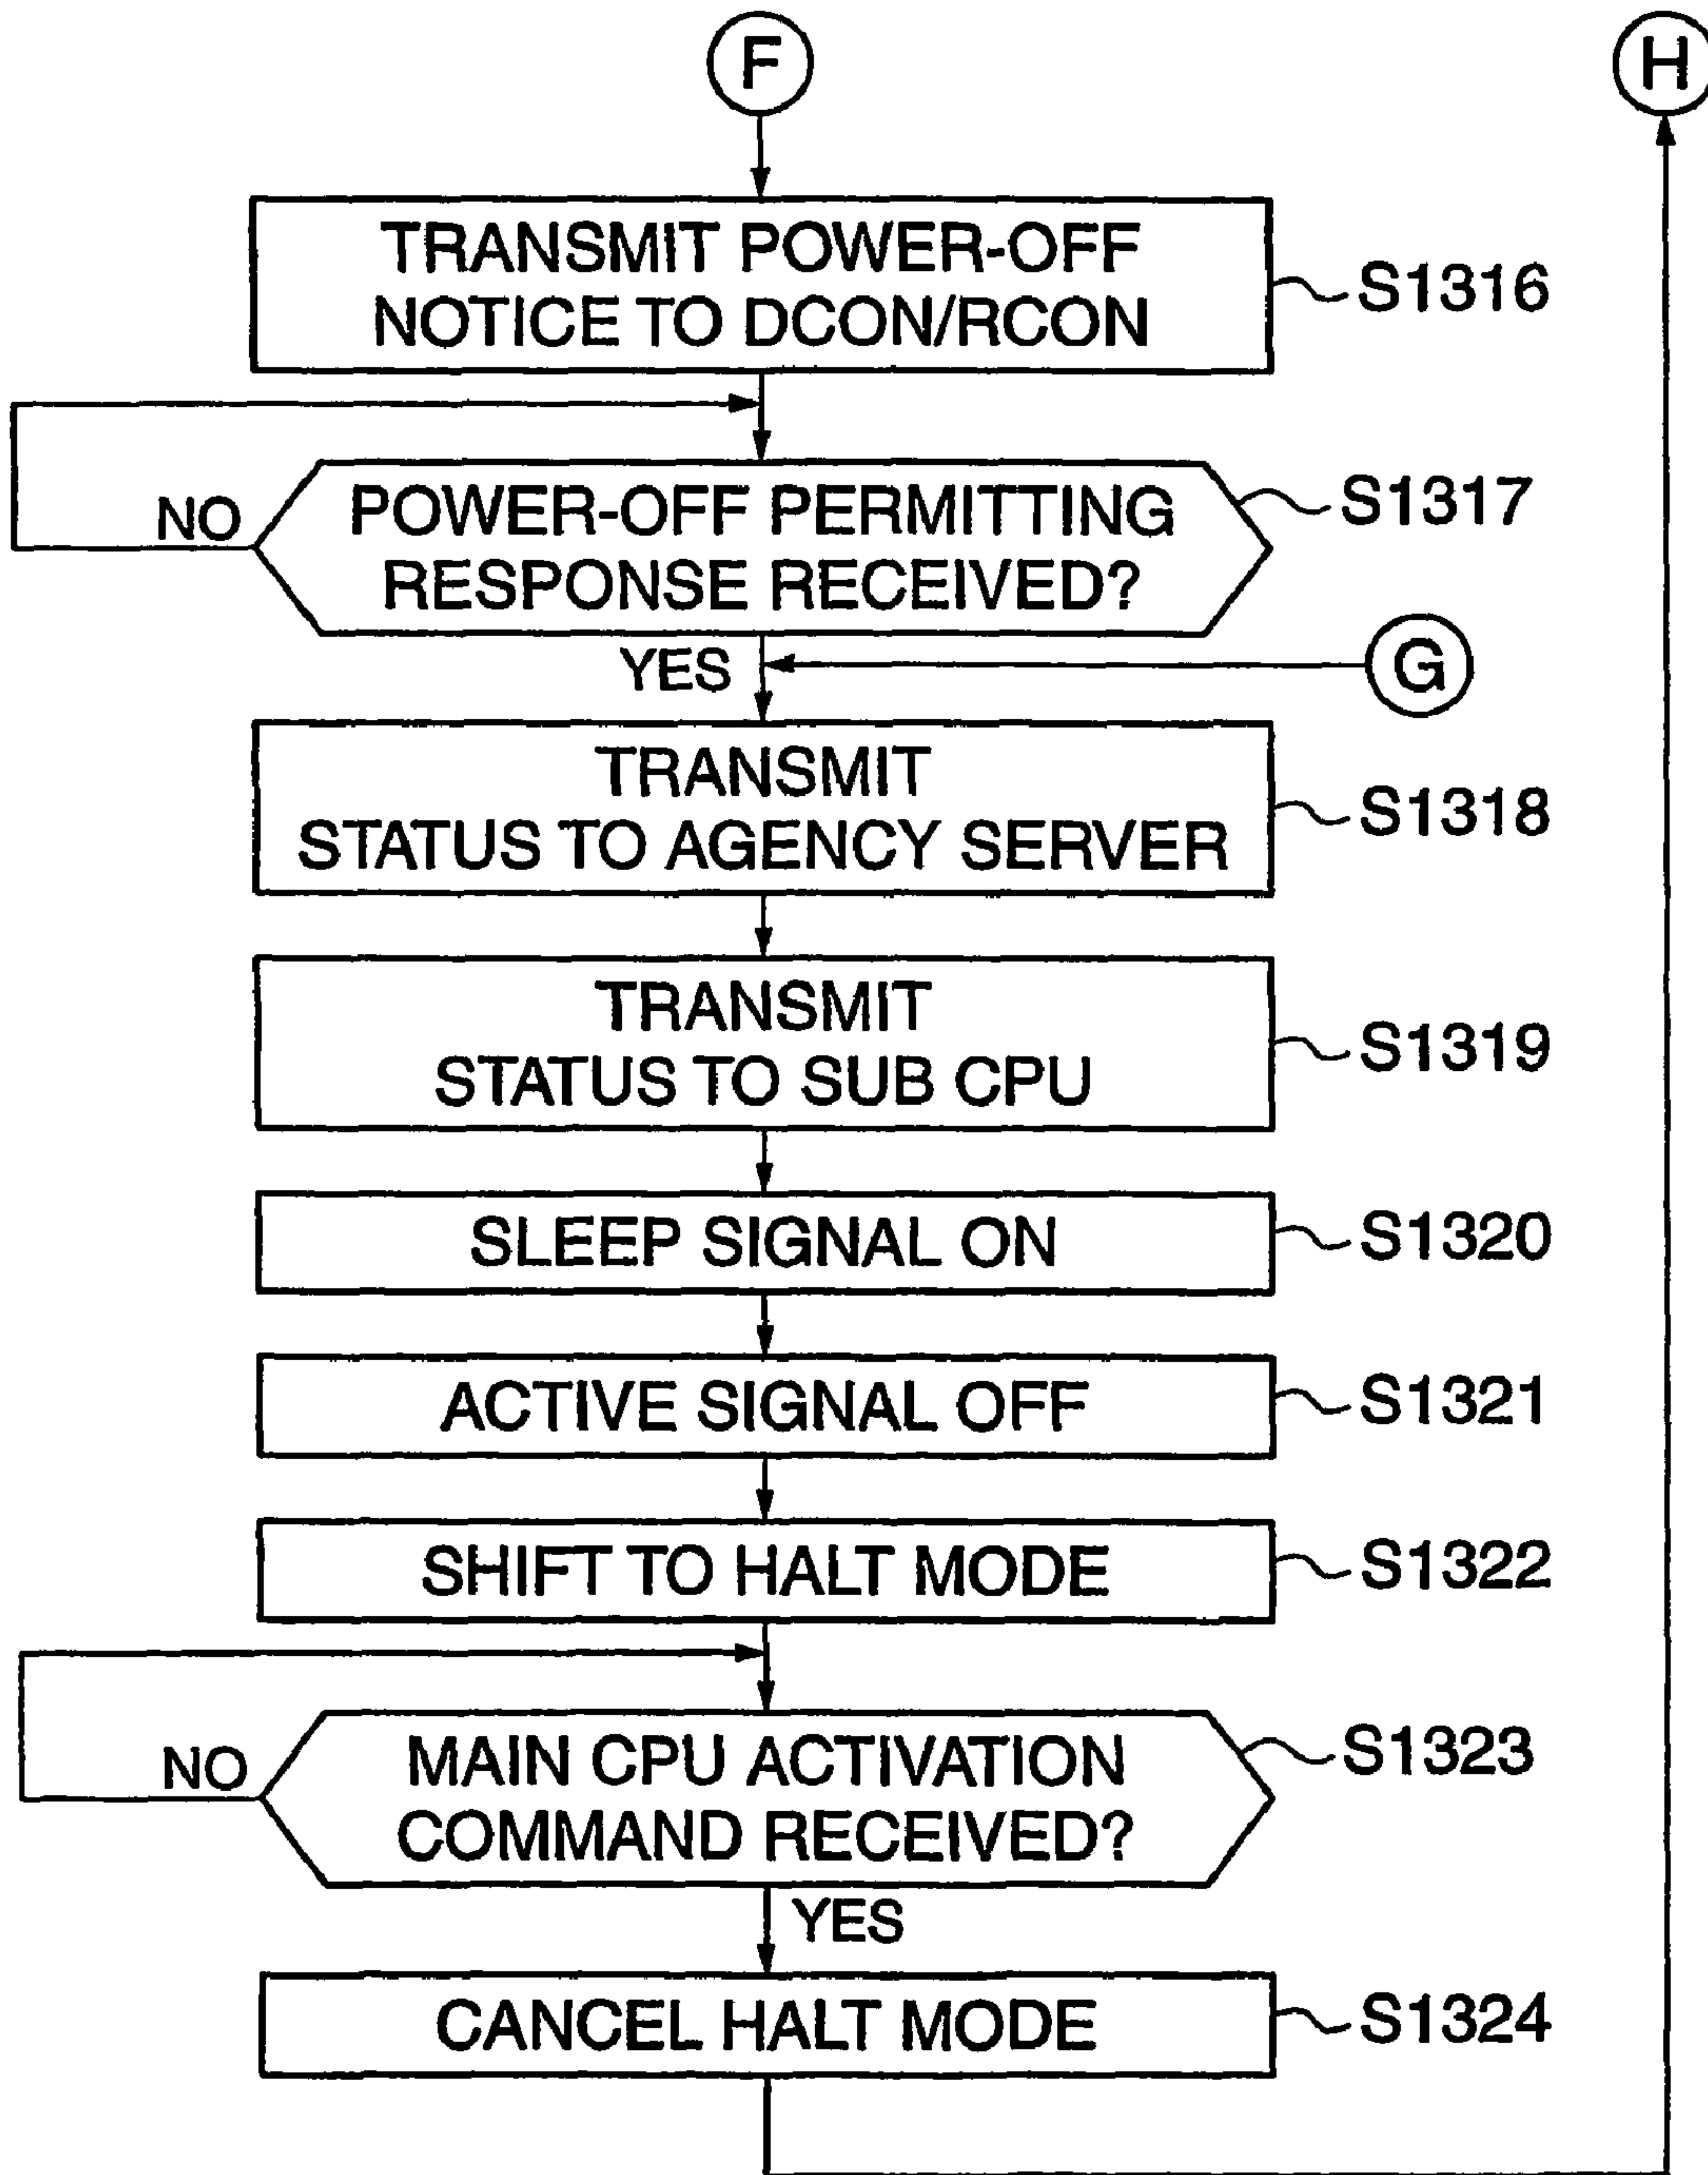 F
H
TRANSMIT POWER-OFF
NOTICE TO DCON/RCON
S1316
NO
POWER-OFF PERMITTING
RESPONSE RECEIVED?
S1317
YES
G
TRANSMIT
STATUS TO AGENCY SERVER
S1318
TRANSMIT
STATUS TO SUB CPU
S1319
SLEEP SIGNAL ON
S1320
ACTIVE SIGNAL OFF
S1321
SHIFT TO HALT MODE
S1322
NO
MAIN CPU ACTIVATION
COMMAND RECEIVED?
S1323
YES
CANCEL HALT MODE
S1324